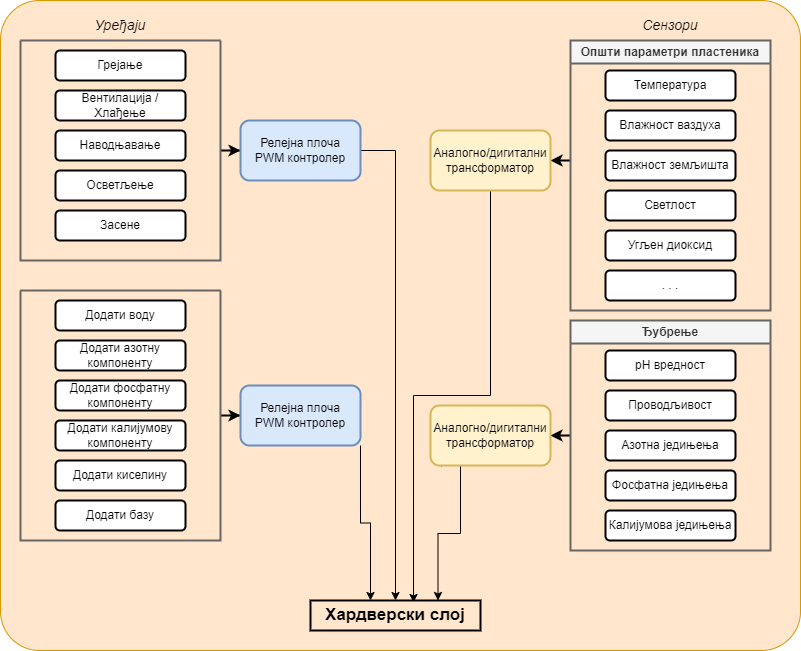 Уређаји
Грејање
Вентилација /
Хлађење
Наводњавање
Осветљење
Засене
Релејна плоча
PWM контролер
Додати воду
Додати азотну
компоненту
Додати фосфатну
компоненту
Додати калијумову
компоненту
Додати киселину
Додати базу
Релејна плоча
PWM контролер
Сензори
Општи параметри пластеника
Температура
Влажност ваздуха
Влажност земљишта
Светлост
Угљен диоксид
. . .
Аналогно/дигитални
трансформатор
Ђубрење
pH вредност
Проводљивост
Азотна једињења
Фосфатна једињења
Калијумова једињења
Аналогно/дигитални
трансформатор
Хардверски слој